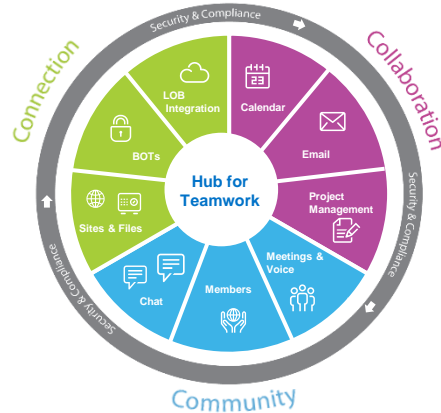 Security & Compliance
Connection
Collaboration
LOB
Integration
Calendar
23
BOTs
Email
Hub for
Teamwork
Sites & Files
Project
Management
Security & Compliance
Security & Compliance
Meetings &
Voice
Chat
Members
Community